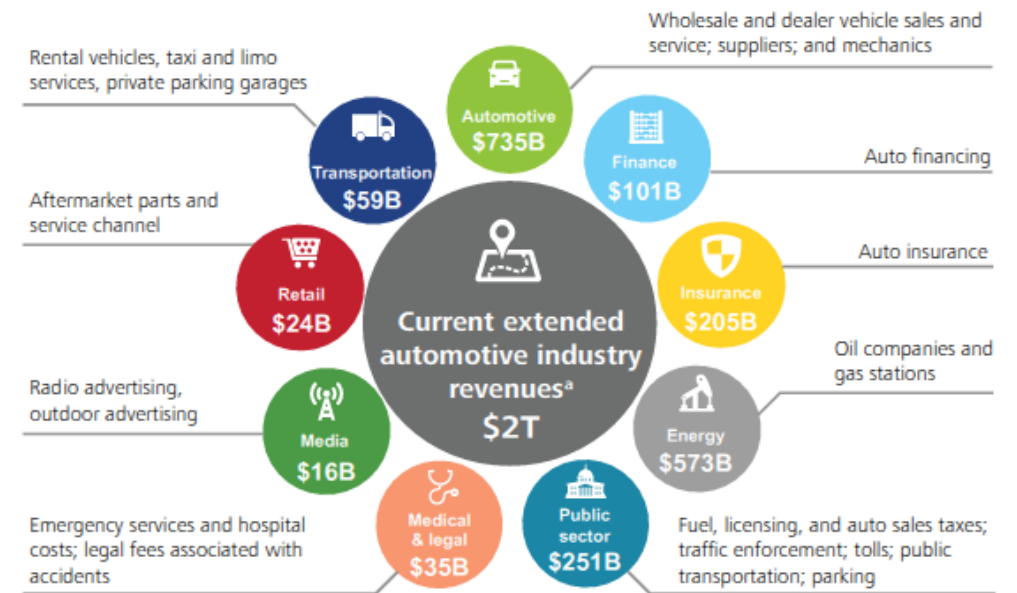 Wholesale and dealer vehicle sales and
service; suppliers; and mechanics
Rental vehicles, taxi and limo
services, private parking garages
Automotive
$735B
Finance
$101B
Auto financing
Transportation
$59B
Aftermarket parts and
service channel
Retail
$24B
Auto insurance
Insurance
$205B
Current extended
automotive industry
revenuesᵃ
$2T
Oil companies and
gas stations
Energy
$573B
Radio advertising,
outdoor advertising
Media
$16B
Emergency services and hospital
costs; legal fees associated with
accidents
Medical
& legal
$35B
Public
sector
$251B
Fuel, licensing, and auto sales taxes;
traffic enforcement; tolls; public
transportation; parking